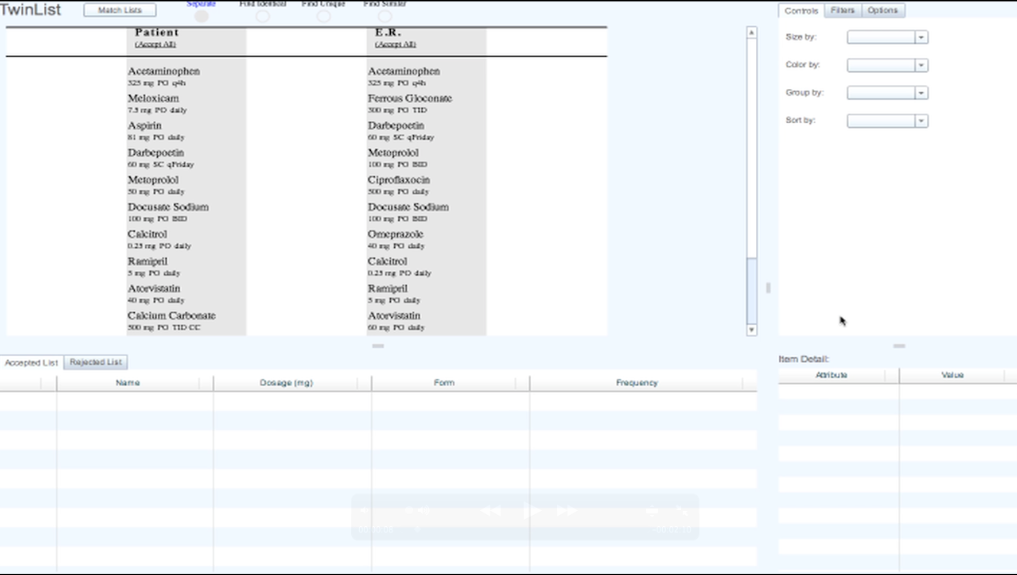 TwinList
Match Lists
Separate
Find Identical
Find Unique
Find Similar
Patient
(Accept All)
Acetaminophen
325 mg PO q4h
Meloxicam
7.5 mg PO daily
Aspirin
81 mg PO daily
Darbepoetin
60 mg SC qFriday
Metoprolol
50 mg PO daily
Docusate Sodium
100 mg PO BID
Calcitrol
0.25 mg PO daily
Ramipril
5 mg PO daily
Atorvistatin
40 mg PO daily
Calcium Carbonate
500 mg PO TID CC
E.R.
(Accept All)
Acetaminophen
325 mg PO q4h
Ferrous Gloconate
300 mg PO TID
Darbepoetin
60 mg SC qFriday
Metoprolol
100 mg PO BID
Ciproflaxocin
500 mg PO daily
Docusate Sodium
100 mg PO BID
Omeprazole
40 mg PO daily
Calcitrol
0.25 mg PO daily
Ramipril
5 mg PO daily
Atorvistatin
60 mg PO daily
Controls
Filters
Options
Size by:
Color by:
Group by:
Sort by:
Accepted List
Rejected List
Name
Dosage (mg)
Form
Frequency
Item Detail:
Attribute
Value